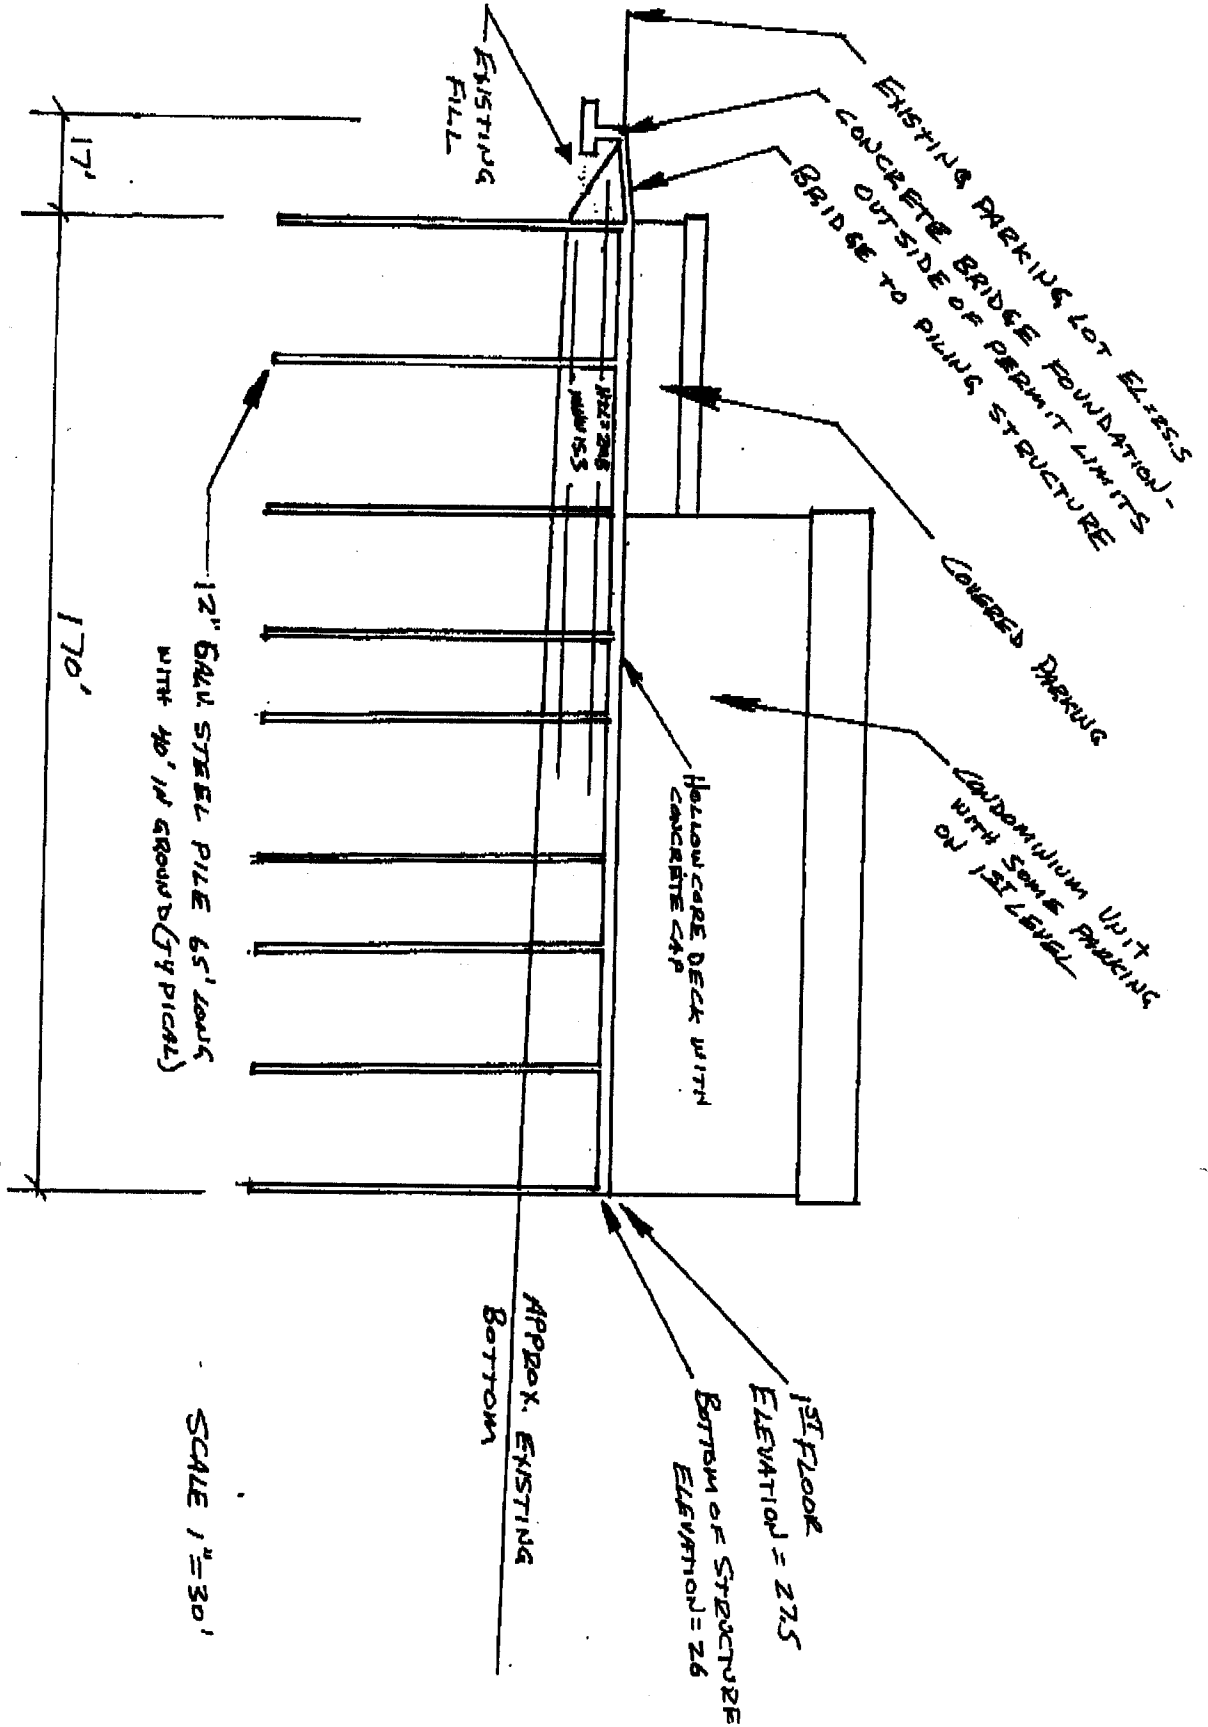 EXISTING PARKING LOT EL=25.5
CONCRETE BRIDGE FOUNDATION-
OUTSIDE OF PERMIT LIMITS
BRIDGE TO PILING STRUCTURE
COVERED PARKING
CONDOMINIUM UNIT
WITH SOME PARKING
ON 1ST LEVEL
HOLLOWCORE DECK WITH
CONCRETE CAP
1ST FLOOR
ELEVATION = 27.5
BOTTOM OF STRUCTURE
ELEVATION = 26
EXISTING
FILL
MHW 15.5
APPROX. EXISTING
BOTTOM
12" GALV. STEEL PILE 65' LONG
WITH 40' IN GROUND (TYPICAL)
17'
170'
SCALE 1"=30'